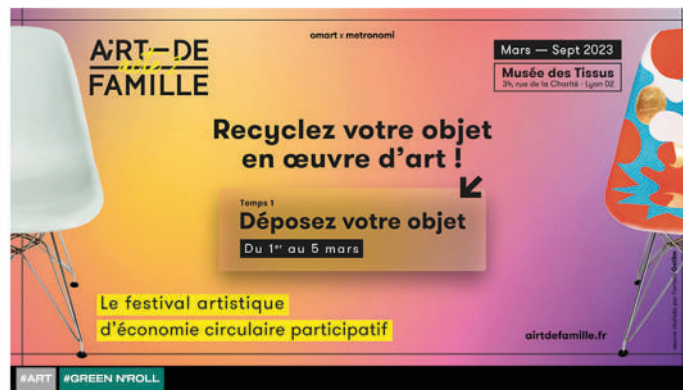 omart x metronomi
AiRT—DE
acte 2
FAMILLE
Mars — Sept 2023
Musée des Tissus
34, rue de la Charité · Lyon 02
Recyclez votre objet
en œuvre d'art !
Temps 1
Déposez votre objet
Du 1er au 5 mars
Le festival artistique
d'économie circulaire participatif
airtdefamille.fr
#ART #GREEN N'ROLL